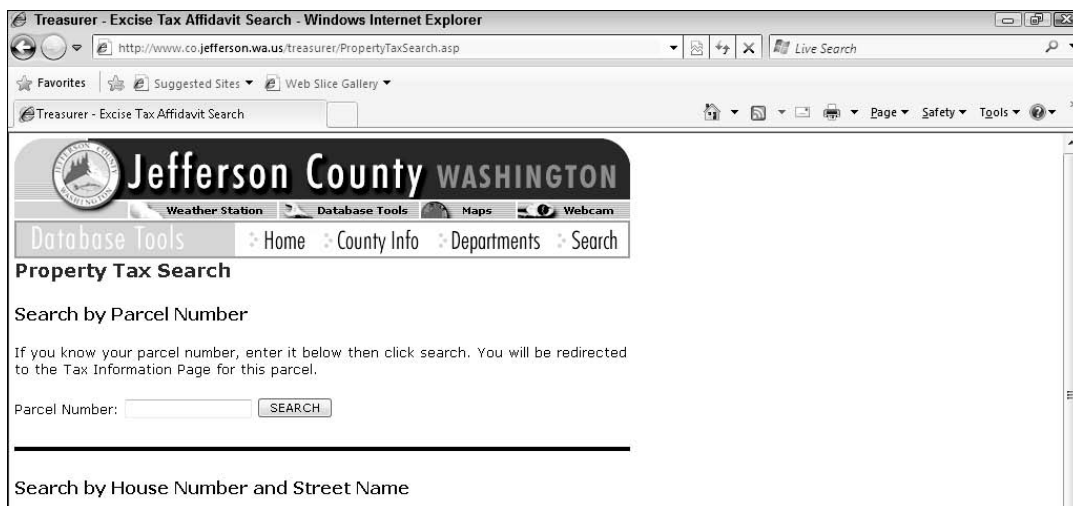 Treasurer - Excise Tax Affidavit Search - Windows Internet Explorer
http://www.co.jefferson.wa.us/treasurer/PropertyTaxSearch.asp
Live Search
Favorites Suggested Sites Web Slice Gallery
Treasurer - Excise Tax Affidavit Search
Page Safety Tools
JEFFERSON COUNTY
WASHINGTON
Jefferson County WASHINGTON
Weather Station Database Tools Maps Webcam
Database Tools Home County Info Departments Search
Property Tax Search
Search by Parcel Number
If you know your parcel number, enter it below then click search. You will be redirected
to the Tax Information Page for this parcel.
Parcel Number: SEARCH
Search by House Number and Street Name